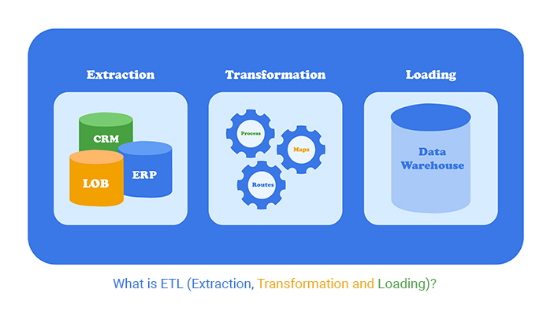 Extraction
Transformation
Loading
CRM
LOB
ERP
Process
Maps
Routes
Data
Warehouse
What is ETL (Extraction, Transformation and Loading)?